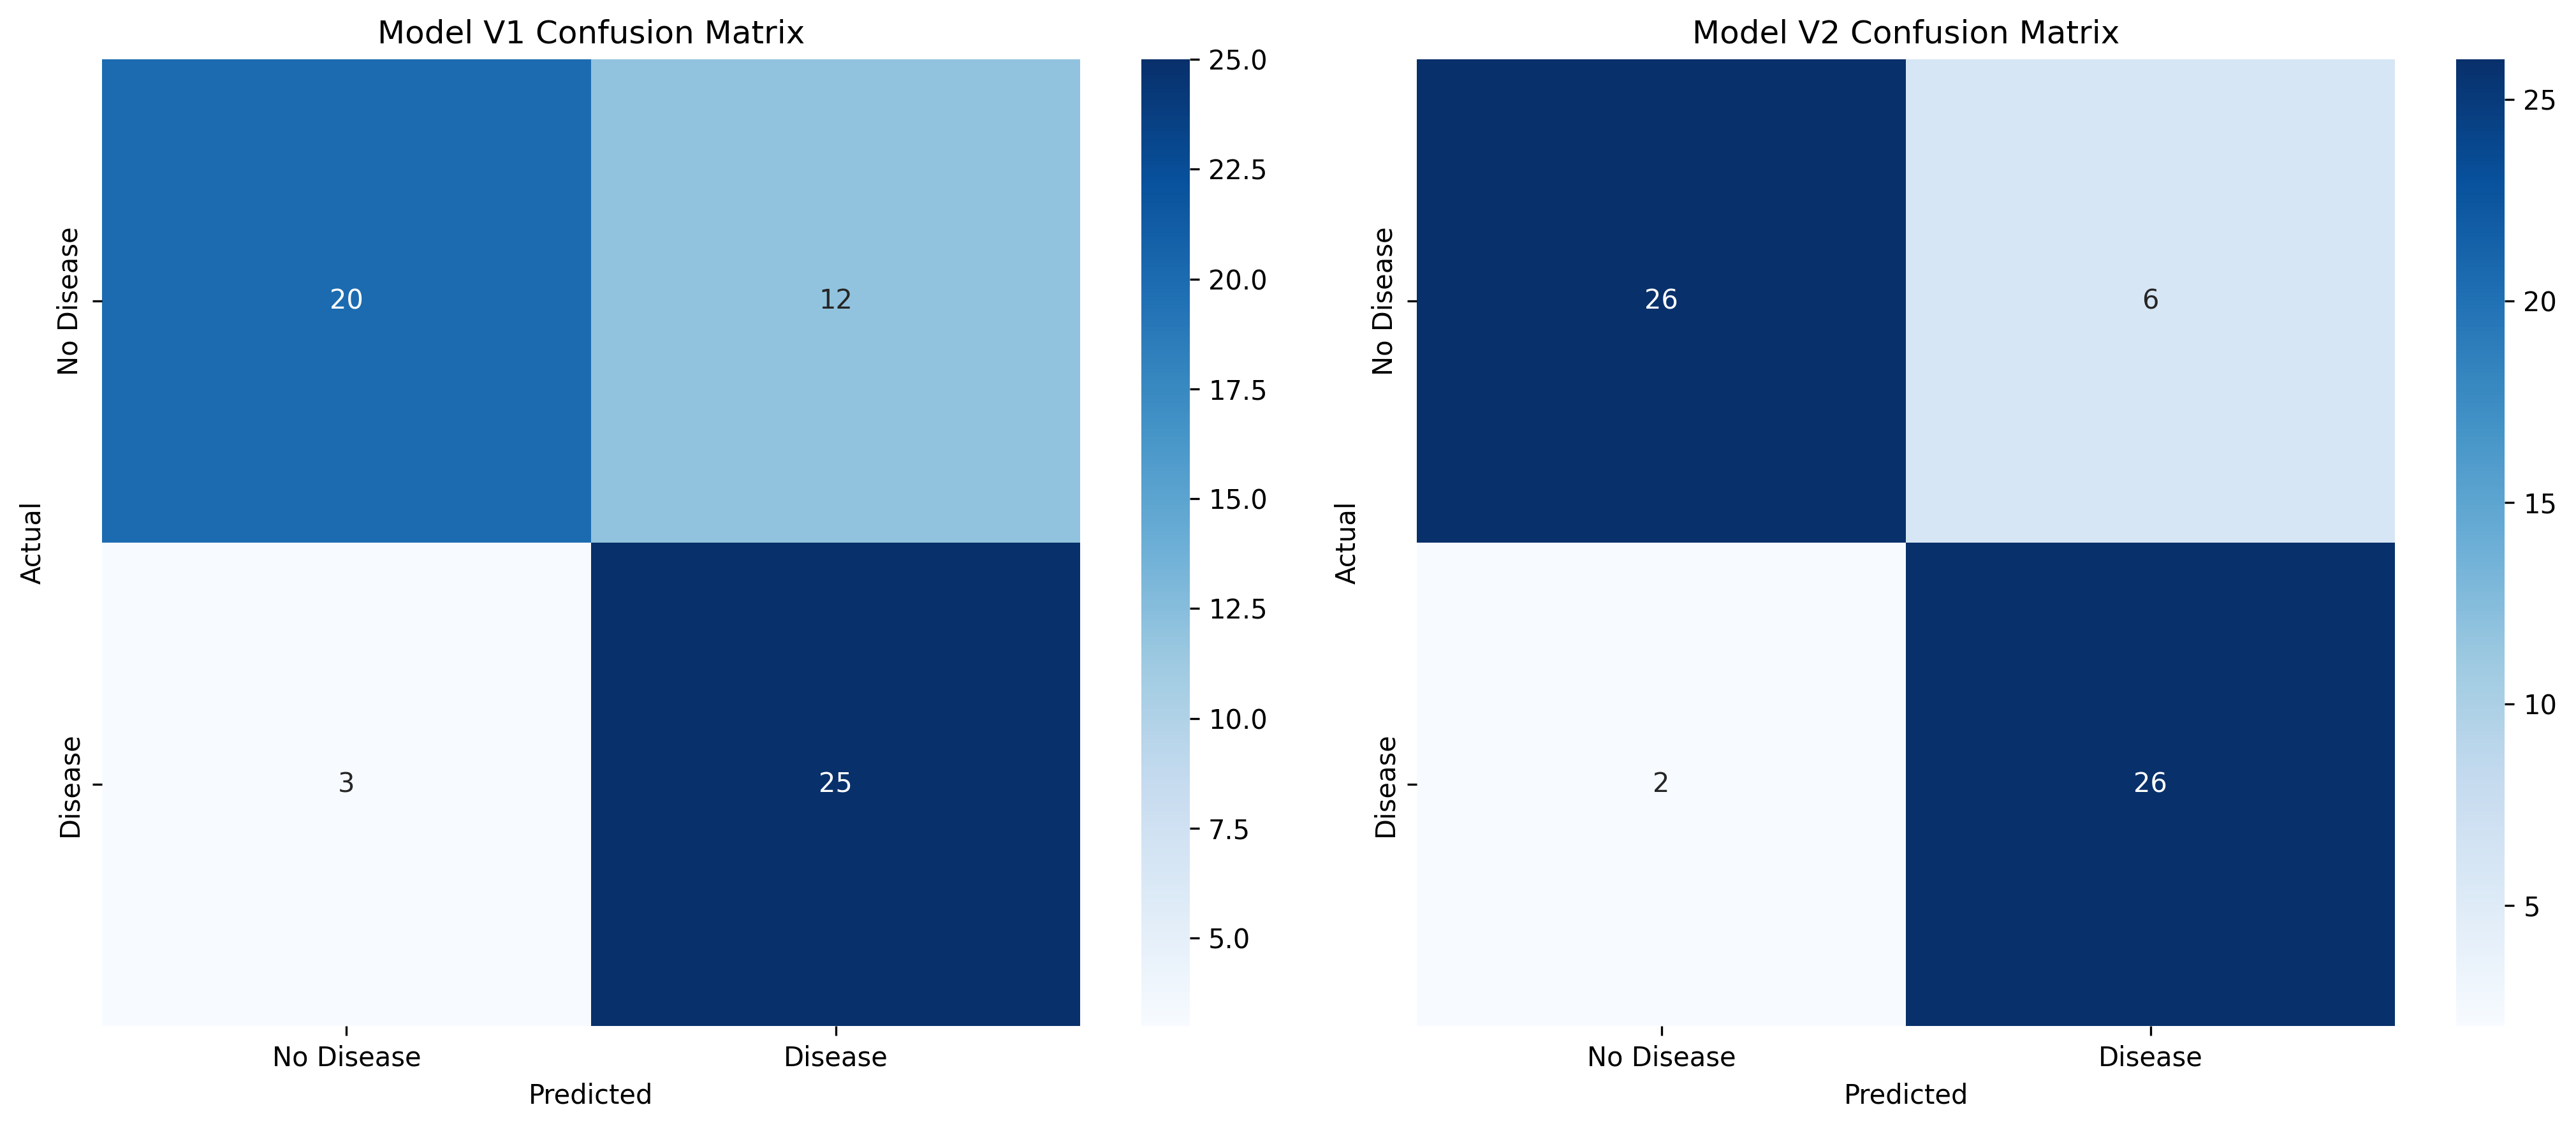 Model V1 Confusion Matrix
Actual
No Disease
Disease
20
12
3
25
No Disease
Disease
Predicted
25.0
22.5
20.0
17.5
15.0
12.5
10.0
7.5
5.0
Model V2 Confusion Matrix
Actual
No Disease
Disease
26
6
2
26
No Disease
Disease
Predicted
25
20
15
10
5